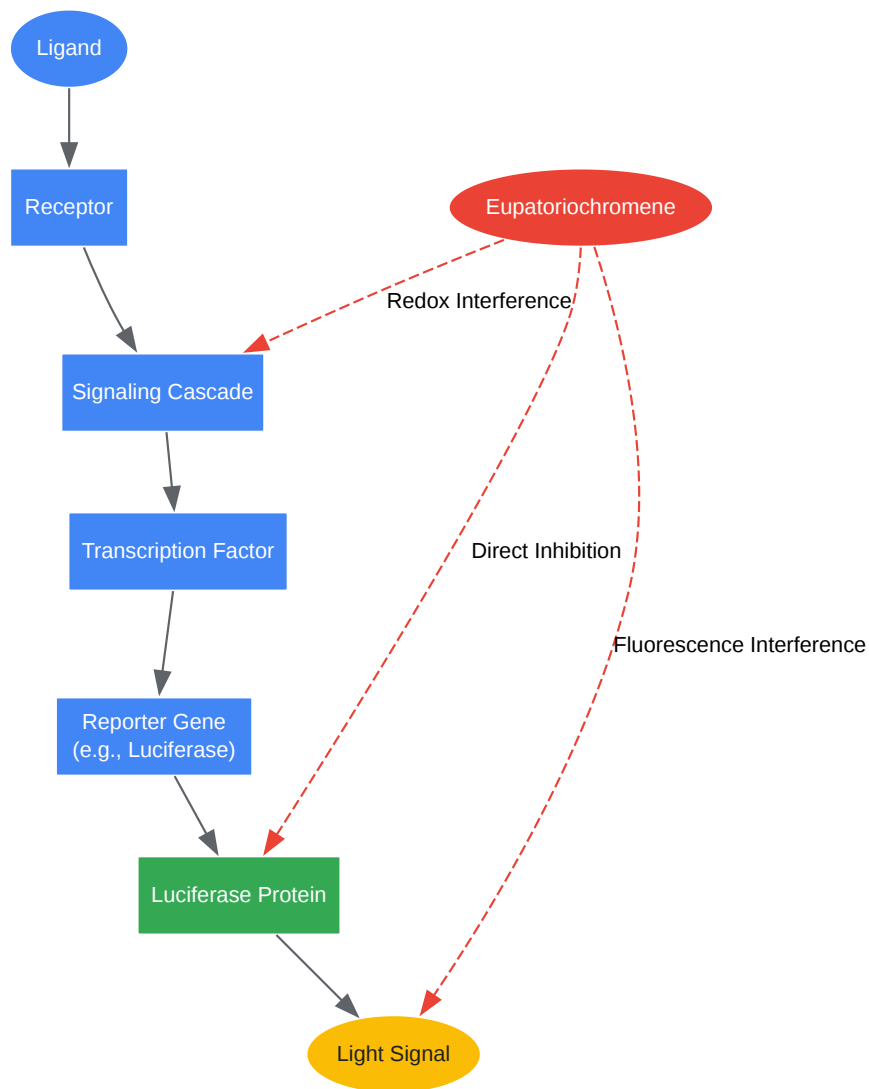 Ligand
Receptor
Eupatoriochromene
Redox Interference
Signaling Cascade
Transcription Factor
Direct Inhibition
Fluorescence Interference
Reporter Gene
(e.g., Luciferase)
Luciferase Protein
Light Signal